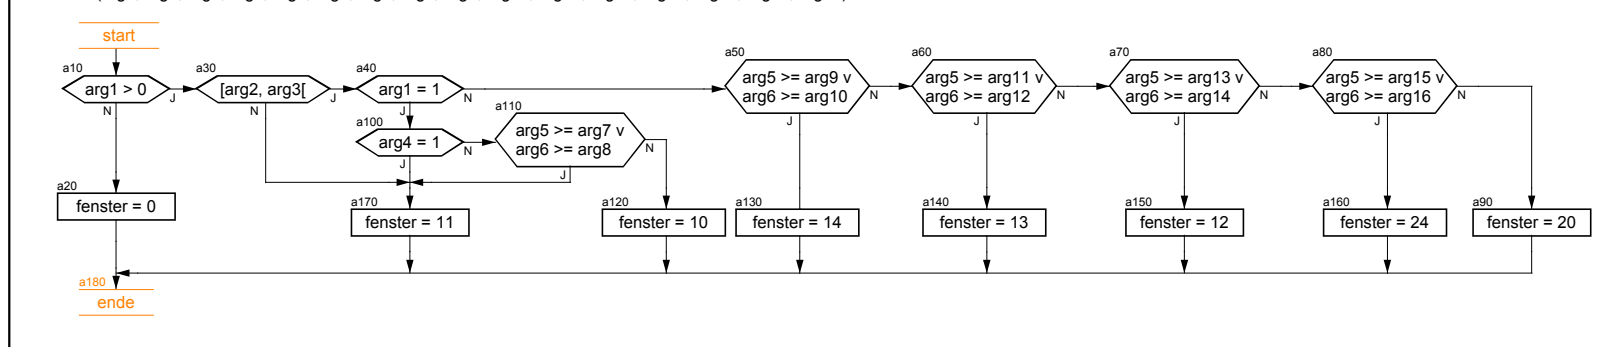 start
a10
arg1 > 0
J
N
a30
[arg2, arg3[
J
N
a40
arg1 = 1
N
J
a100
arg4 = 1
N
J
a110
arg5 >= arg7 v
arg6 >= arg8
N
J
a50
arg5 >= arg9 v
arg6 >= arg10
N
J
a60
arg5 >= arg11 v
arg6 >= arg12
N
J
a70
arg5 >= arg13 v
arg6 >= arg14
N
J
a80
arg5 >= arg15 v
arg6 >= arg16
N
J
a20
fenster = 0
a170
fenster = 11
a120
fenster = 10
a130
fenster = 14
a140
fenster = 13
a150
fenster = 12
a160
fenster = 24
a90
fenster = 20
a180
ende